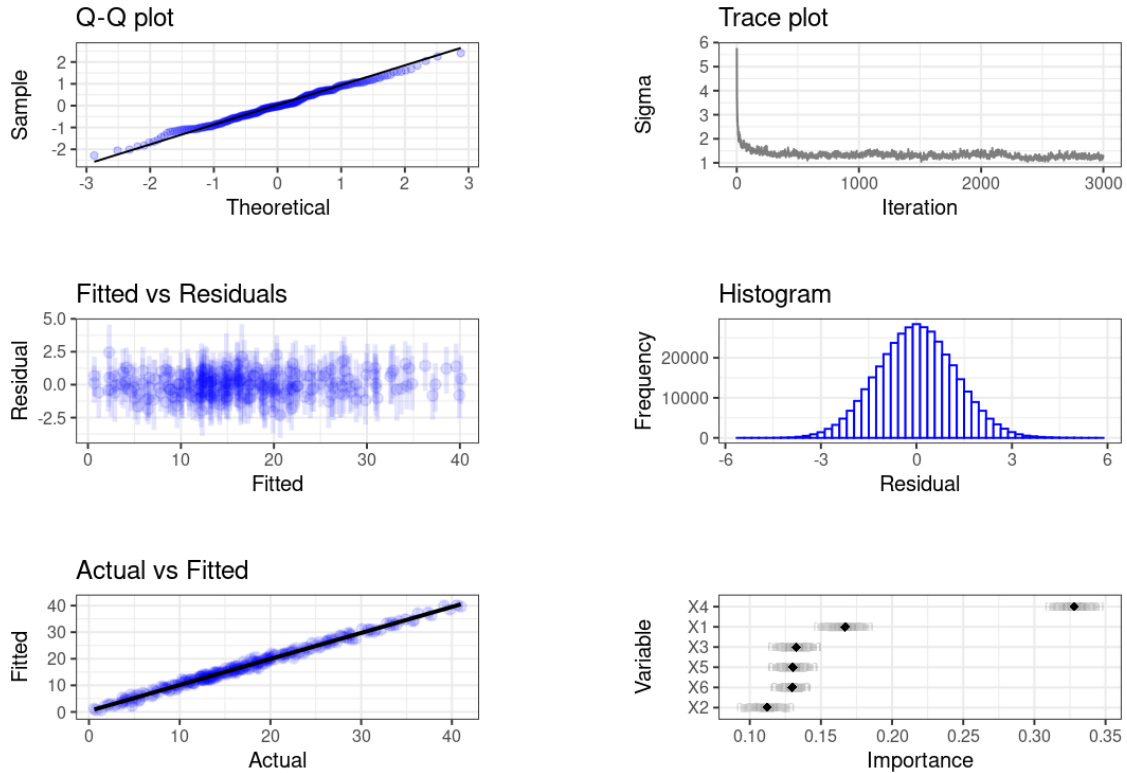 Q-Q plot
Sample
2
1
0
-1
-2
-3 -2 -1 0 1 2 3
Theoretical
Trace plot
Sigma
6
5
4
3
2
1
0 1000 2000 3000
Iteration
Fitted vs Residuals
Residual
5.0
2.5
0.0
-2.5
0 10 20 30 40
Fitted
Histogram
Frequency
20000
10000
0
-6 -3 0 3 6
Residual
Actual vs Fitted
Fitted
40
30
20
10
0
0 10 20 30 40
Actual
Variable
X4
X1
X3
X5
X6
X2
0.10 0.15 0.20 0.25 0.30 0.35
Importance